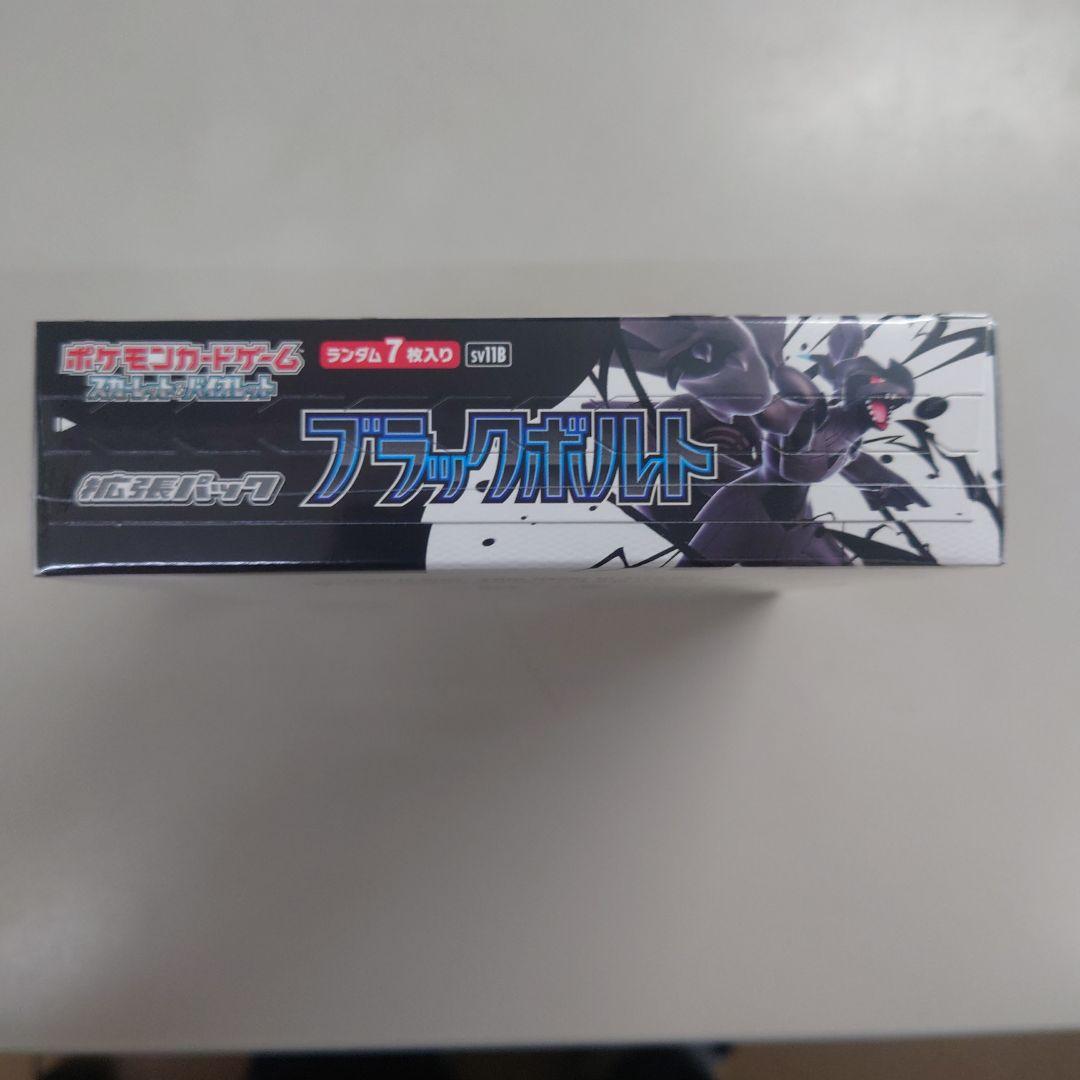 ポケモンカードゲーム
スカーレット&バイオレット
ランダム7枚入り
sv11B
拡張パック
ブラックボルト